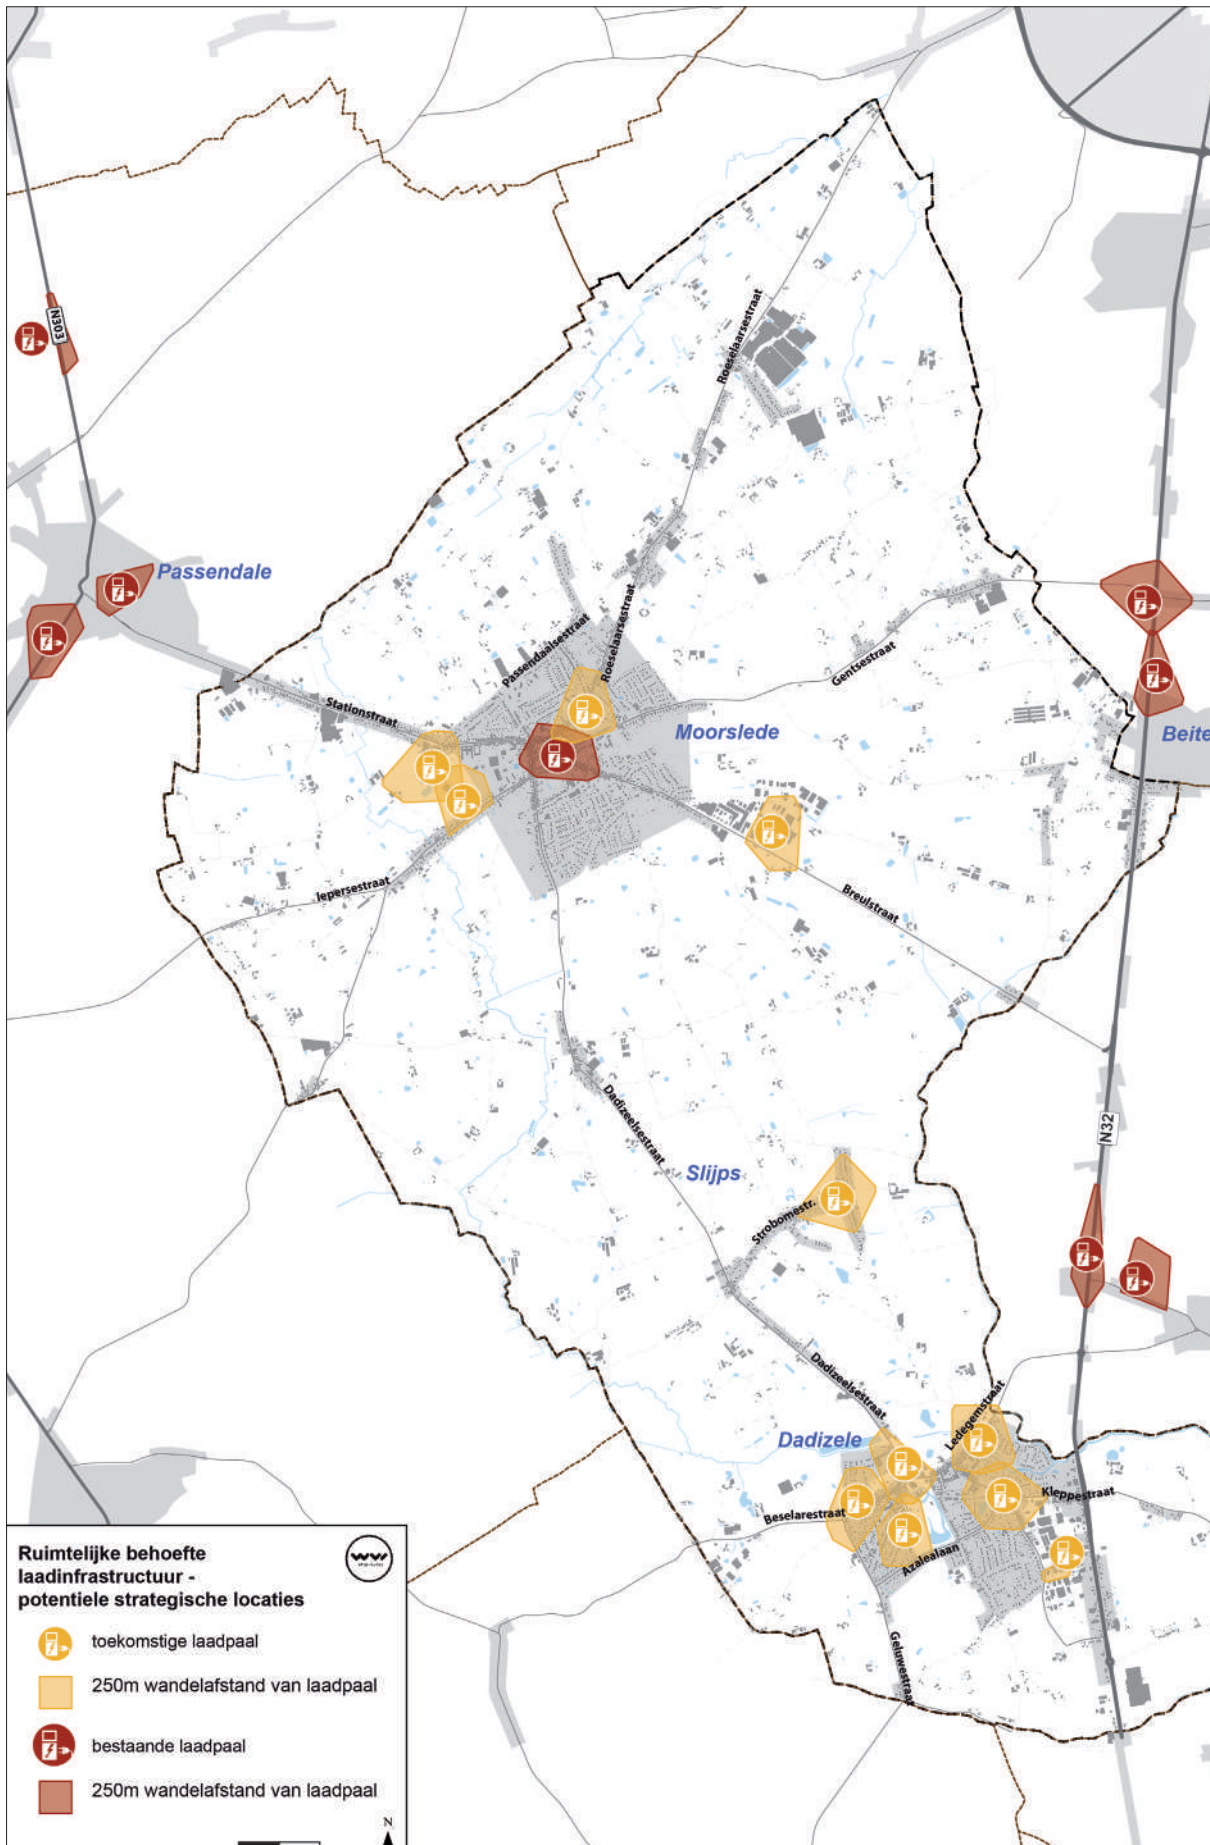 N303
Roeselaarsestraat
Passendale
Passendaalsestraat
Roeselaarsestraat
Gentsestraat
Stationstraat
Moorslede
Beite
Iepersestraat
Breulstraat
Dadizeelsestraat
N32
Slijps
Strobomestr.
Dadizeelsestraat
Ledegemstraat
Dadizele
Kleppestraat
Beselarestraat
Azalealaan
Geluwestraat
Ruimtelijke behoefte
laadinfrastructuur -
potentiele strategische locaties
toekomstige laadpaal
250m wandelafstand van laadpaal
bestaande laadpaal
250m wandelafstand van laadpaal
N